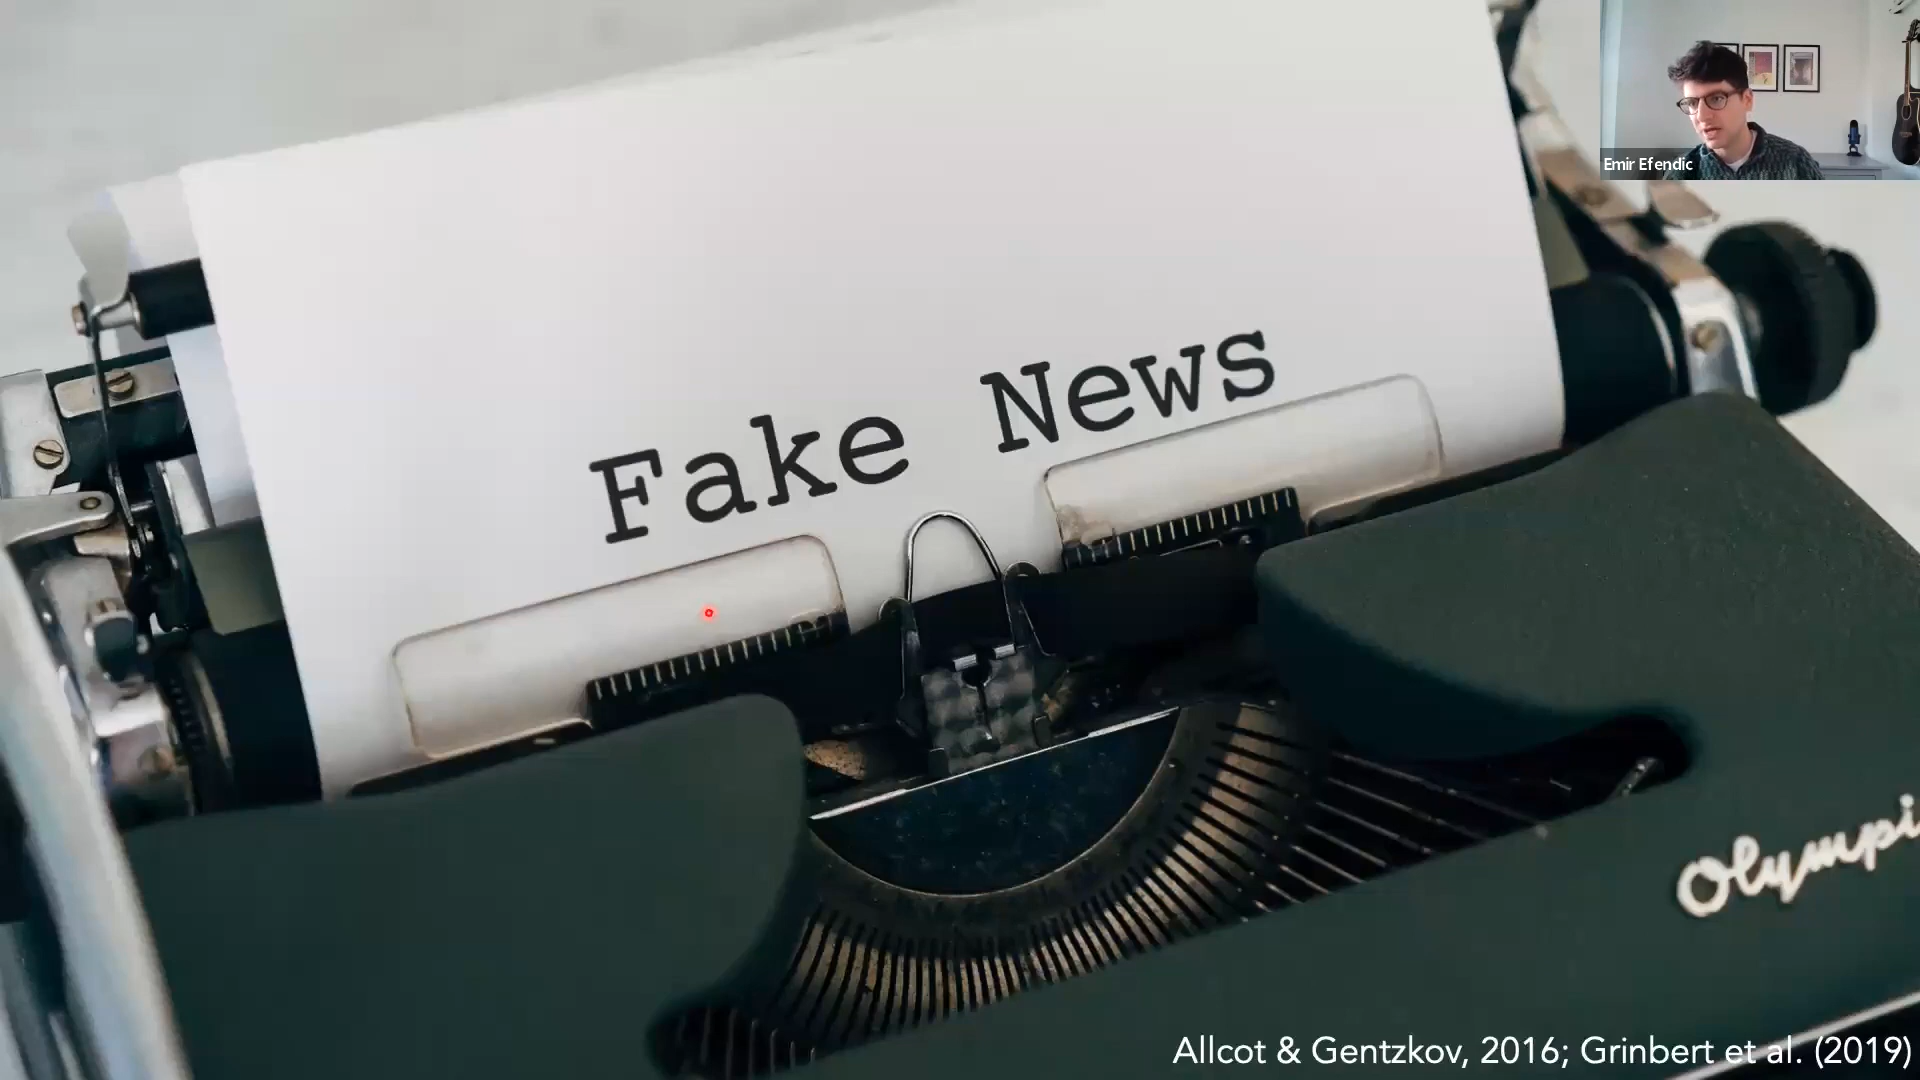 Emir Efendic
Fake News
Olympi
Allcot & Gentzkov, 2016; Grinbert et al. (2019)